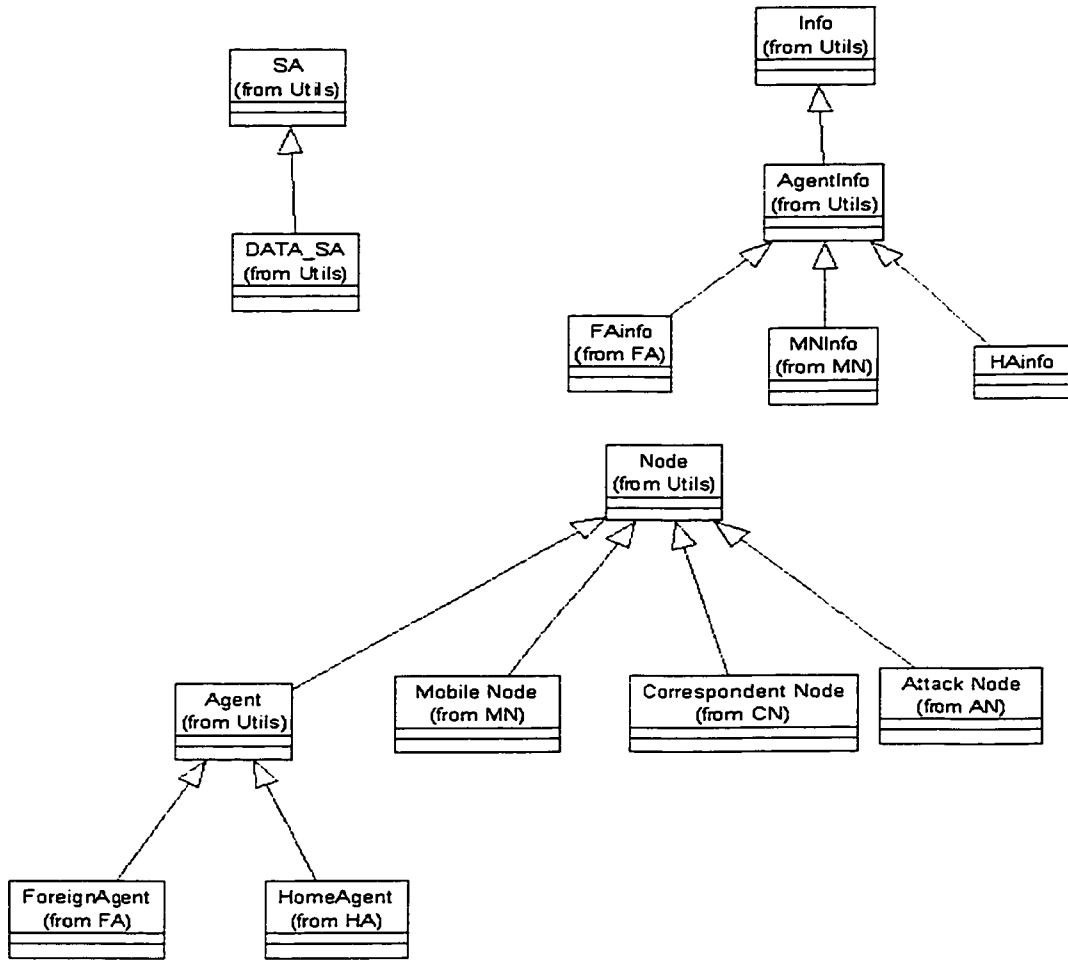 SA
(from Utils)
Info
(from Utils)
AgentInfo
(from Utils)
DATA_SA
(from Utils)
FAinfo
(from FA)
MNInfo
(from MN)
HAinfo
Node
(from Utils)
Agent
(from Utils)
Mobile Node
(from MN)
Correspondent Node
(from CN)
Attack Node
(from AN)
ForeignAgent
(from FA)
HomeAgent
(from HA)